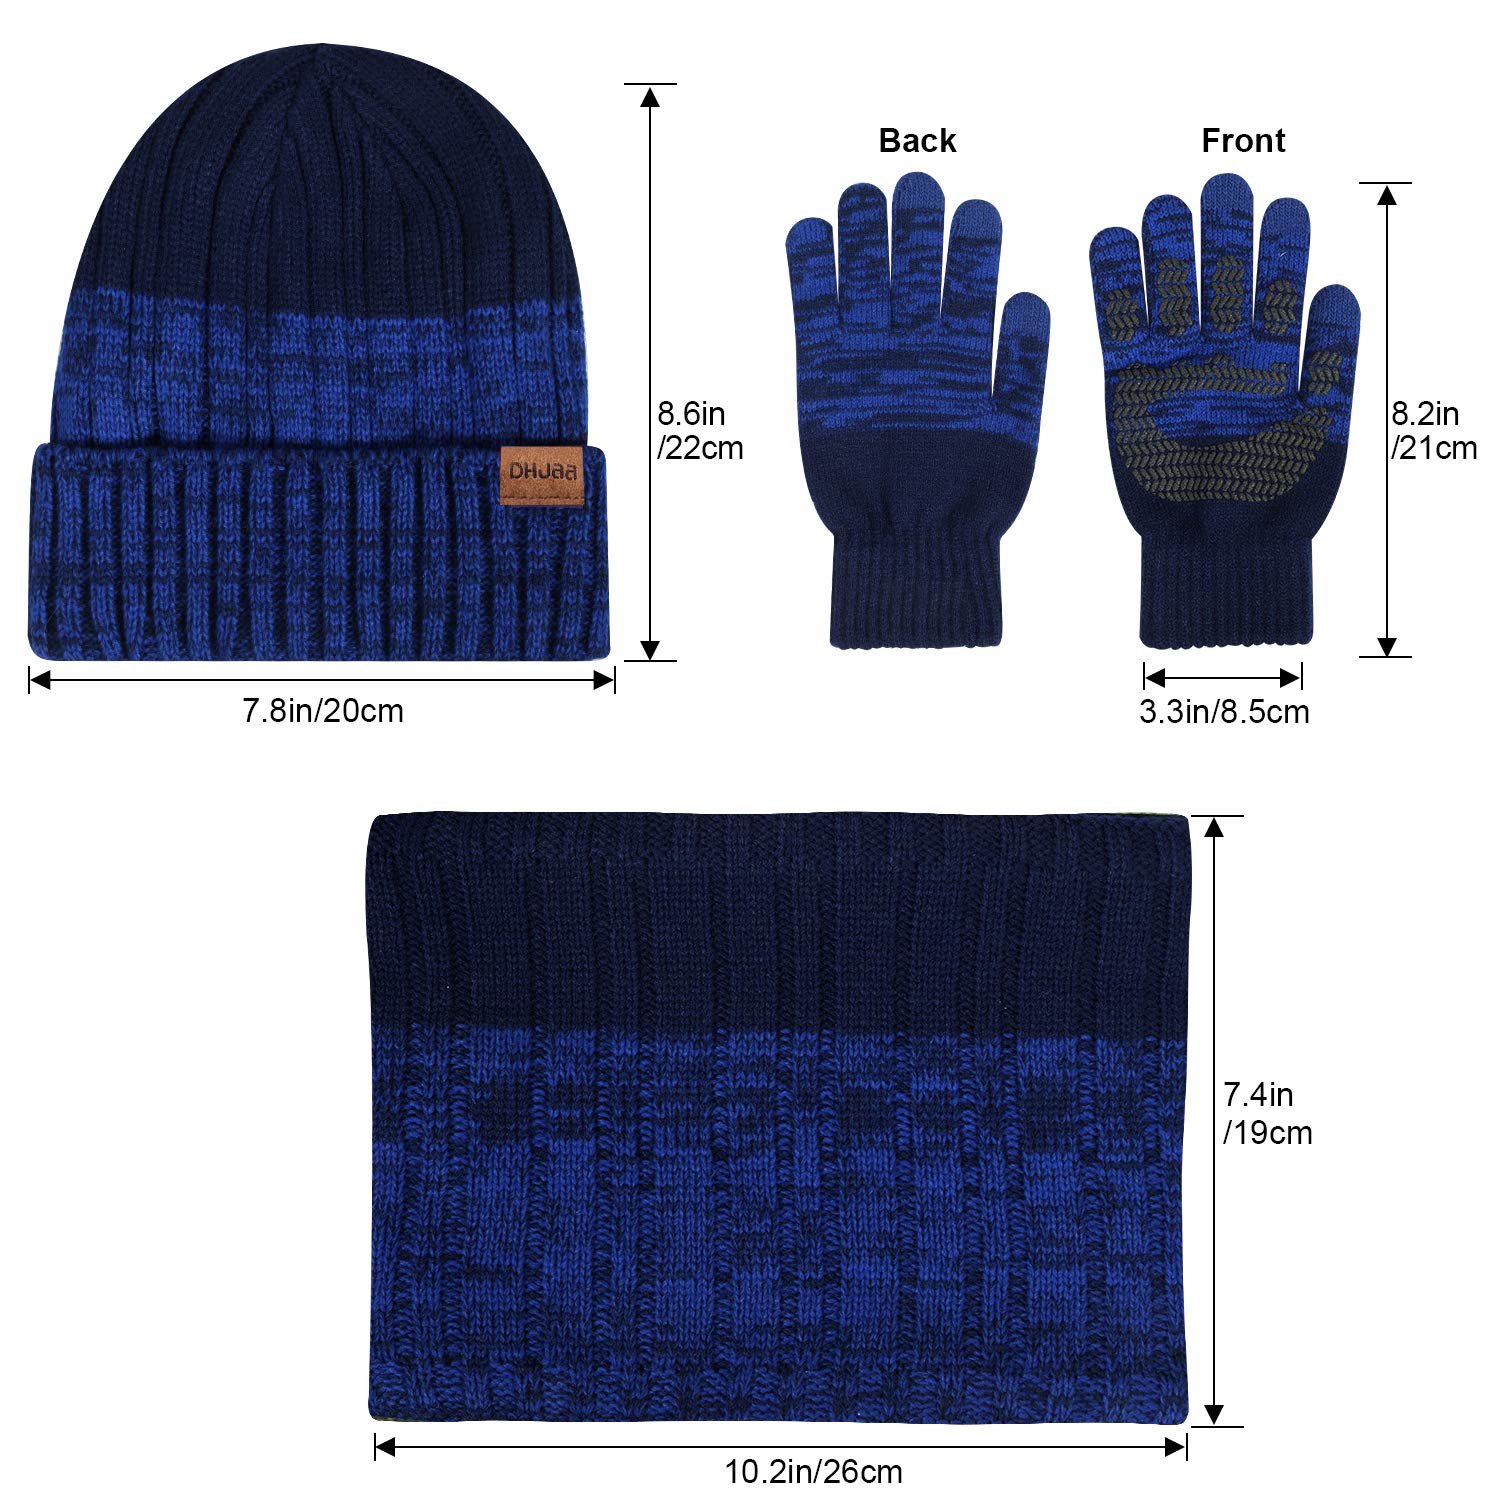 DHJaa
8.6in
/22cm
7.8in/20cm
Back
Front
8.2in
/21cm
3.3in/8.5cm
7.4in
/19cm
10.2in/26cm